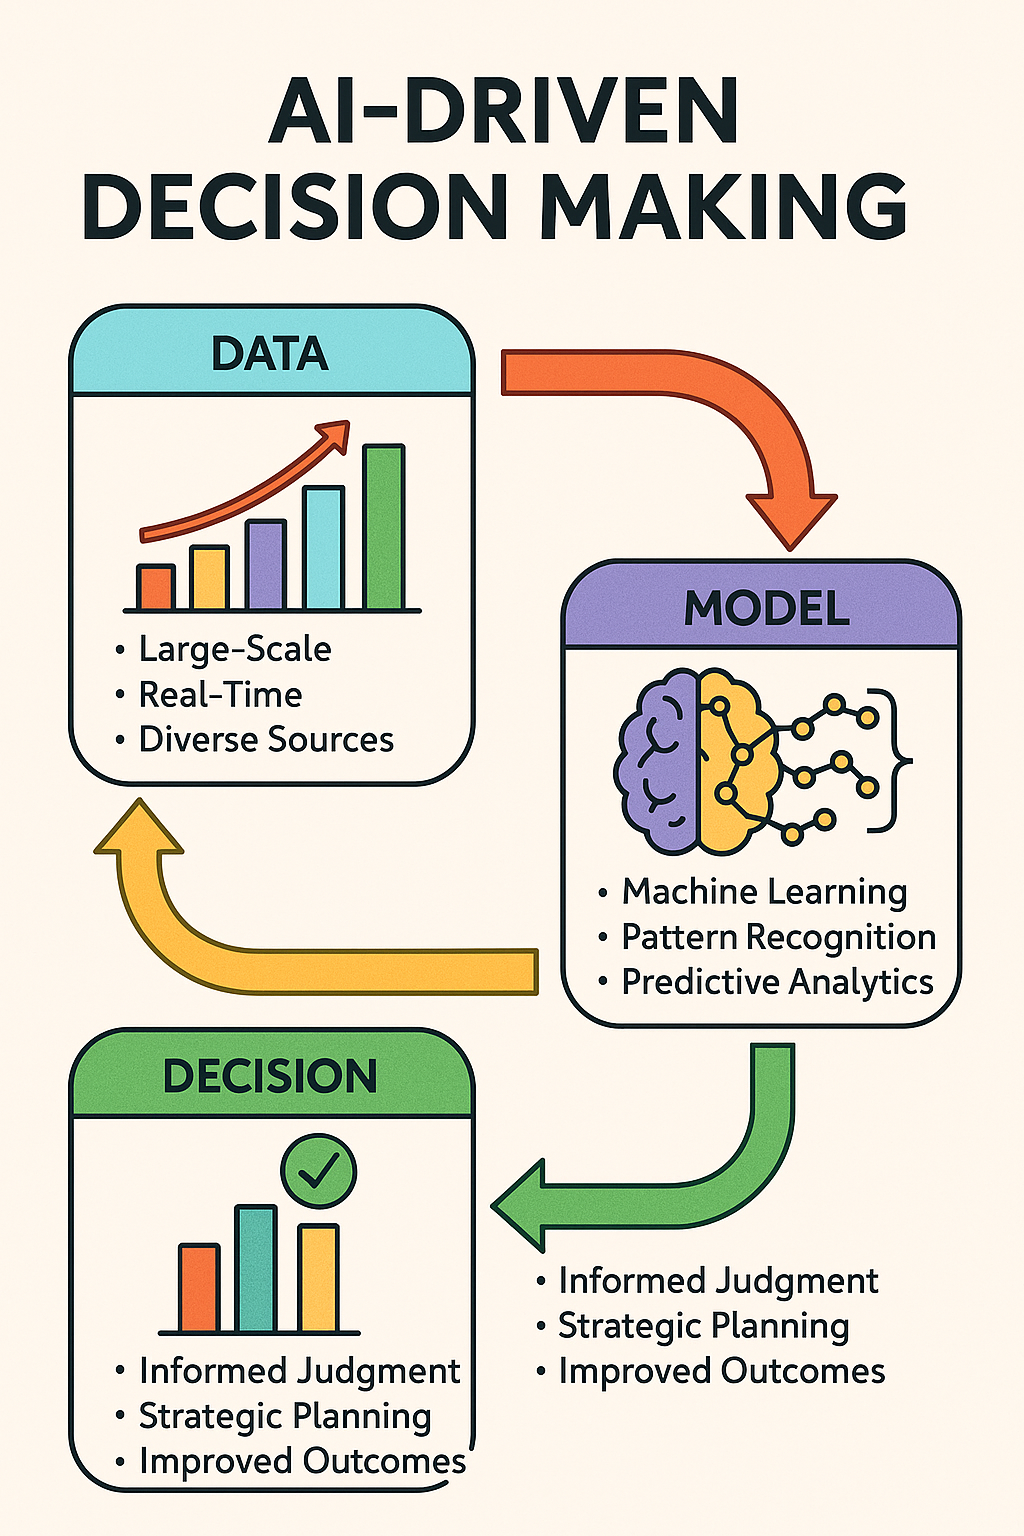 AI-DRIVEN
DECISION MAKING
DATA
• Large-Scale
• Real-Time
• Diverse Sources
MODEL
• Machine Learning
• Pattern Recognition
• Predictive Analytics
DECISION
• Informed Judgment
• Strategic Planning
• Improved Outcomes
• Informed Judgment
• Strategic Planning
• Improved Outcomes